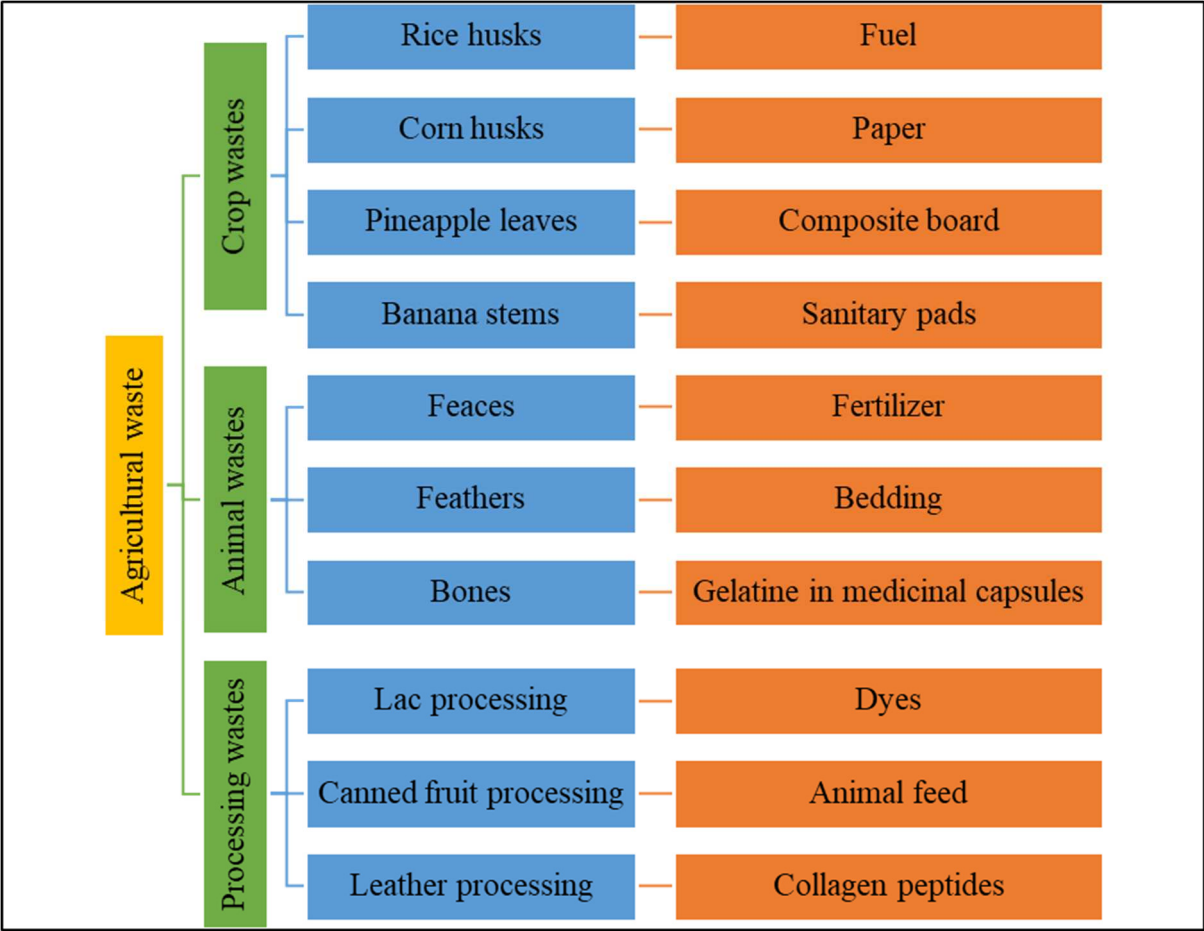 Agricultural waste
Crop wastes
Rice husks
Fuel
Corn husks
Paper
Pineapple leaves
Composite board
Banana stems
Sanitary pads
Animal wastes
Feaces
Fertilizer
Feathers
Bedding
Bones
Gelatine in medicinal capsules
Processing wastes
Lac processing
Dyes
Canned fruit processing
Animal feed
Leather processing
Collagen peptides